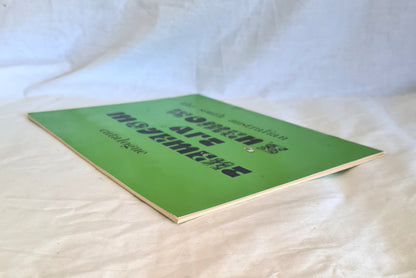 the south australian
WOMEN'S
ART
MOVEMENT
catalogue